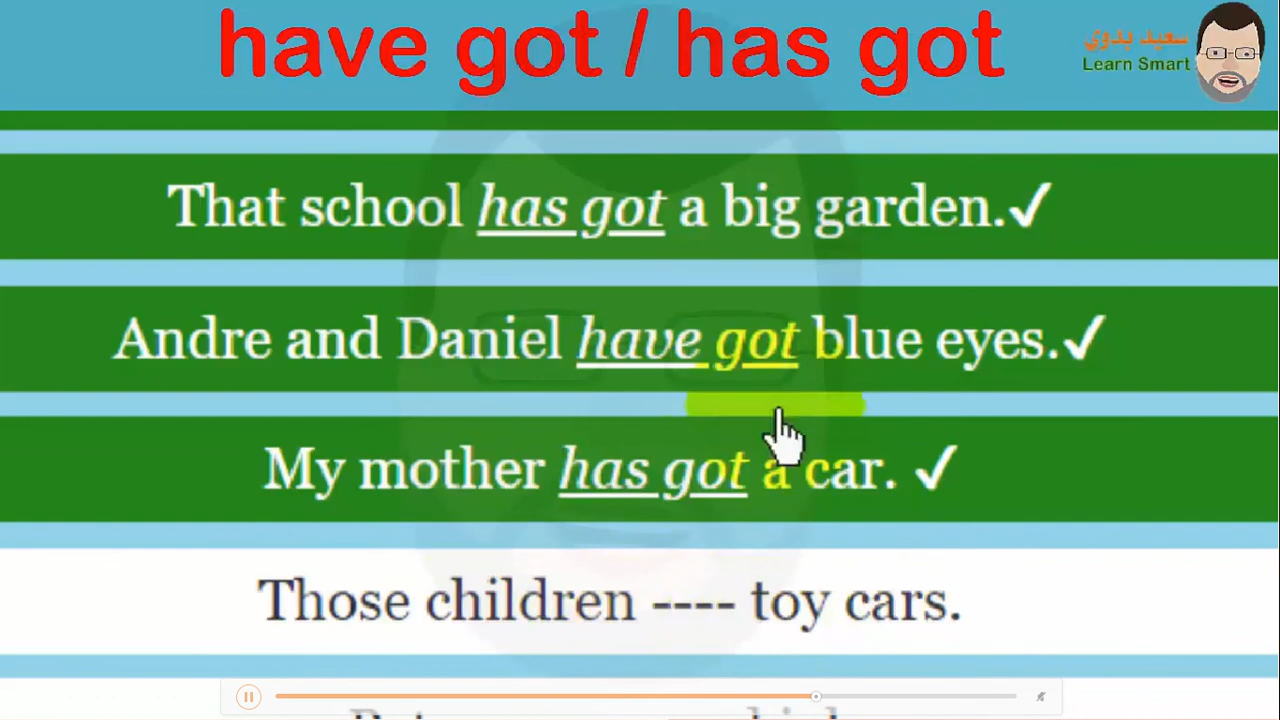 have got / has got
سعيد بدوي
Learn Smart
That school has got a big garden.✓
Andre and Daniel have got blue eyes.✓
My mother has got a car. ✓
Those children ---- toy cars.